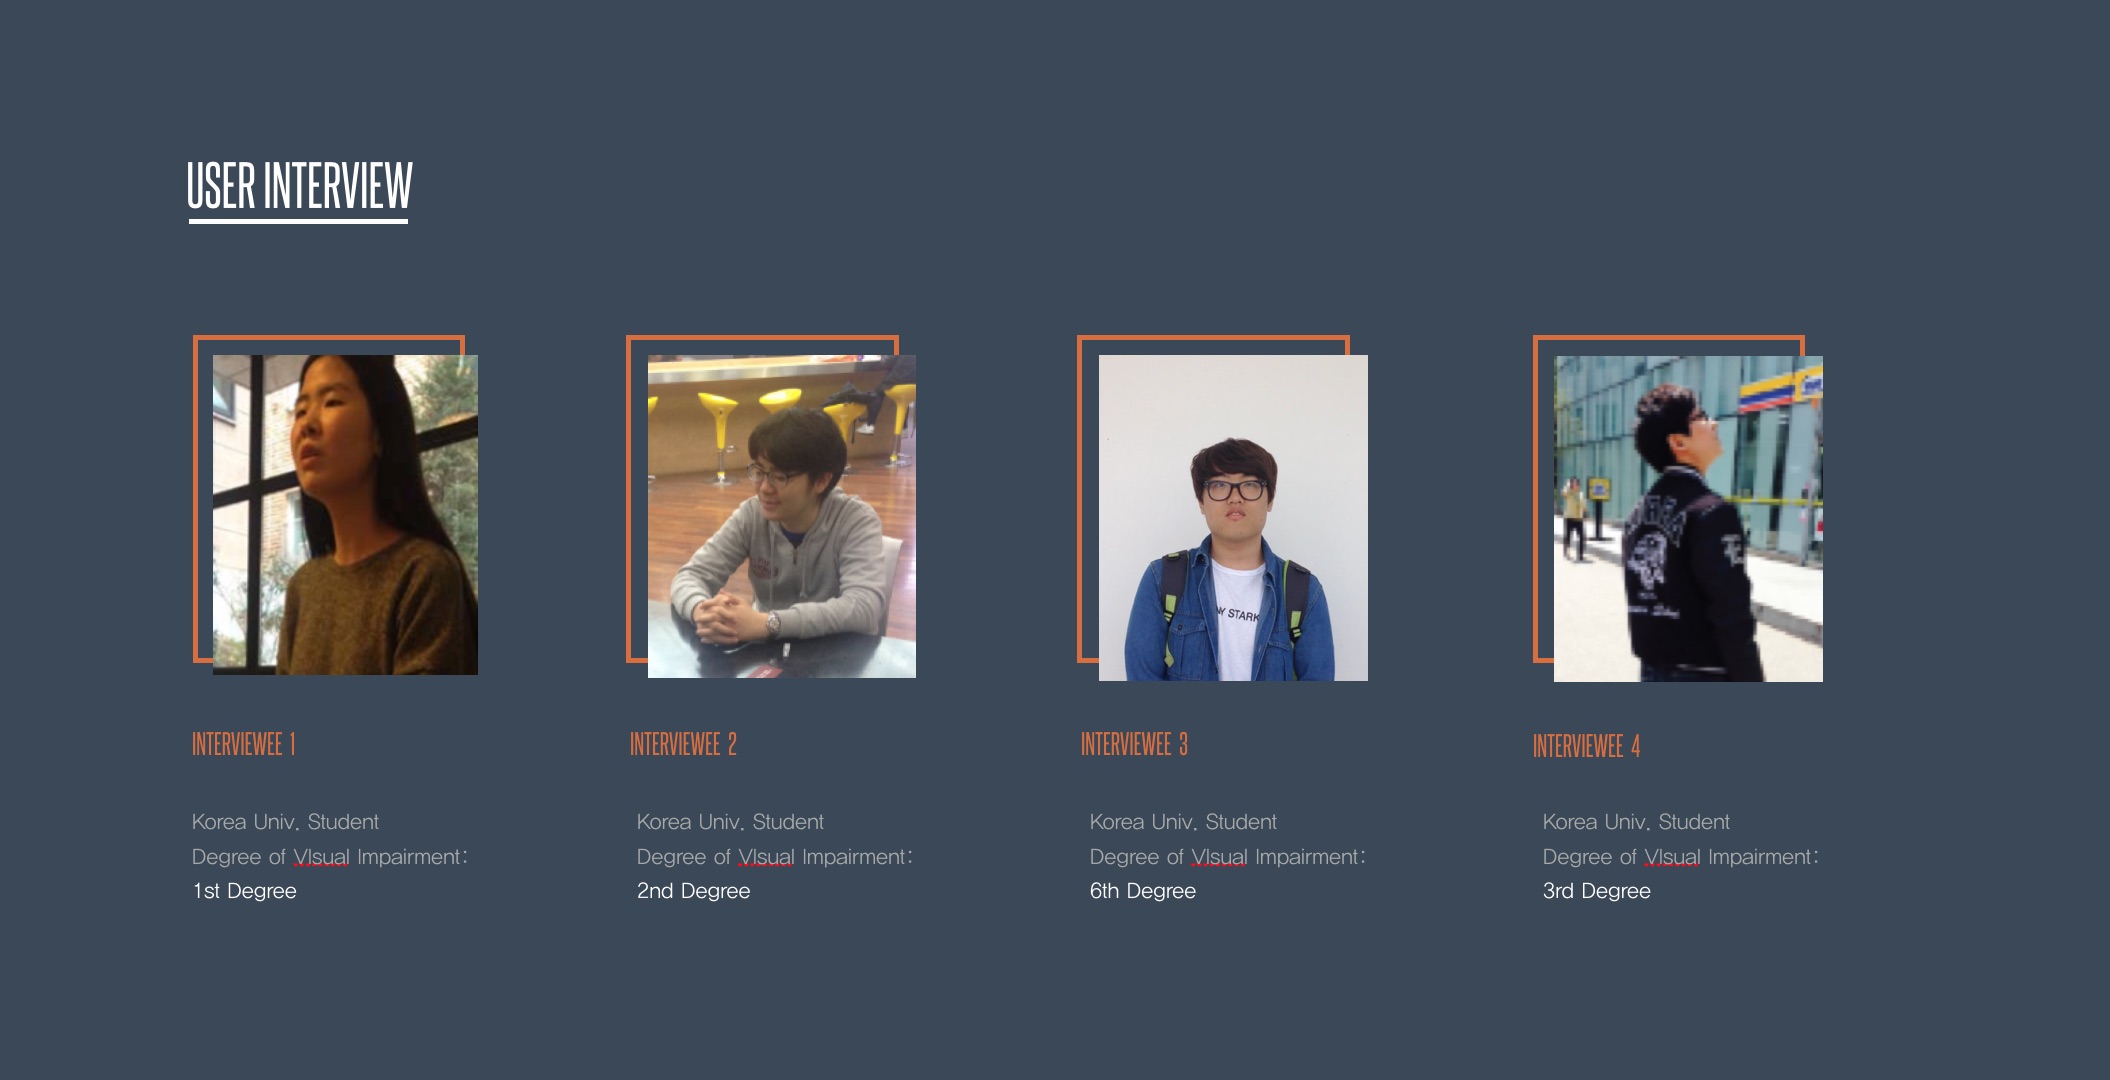 USER INTERVIEW
NY STARK
INTERVIEWEE 1
INTERVIEWEE 2
INTERVIEWEE 3
INTERVIEWEE 4
Korea Univ. Student
Degree of VIsual Impairment:
1st Degree
Korea Univ. Student
Degree of VIsual Impairment:
2nd Degree
Korea Univ. Student
Degree of VIsual Impairment:
6th Degree
Korea Univ. Student
Degree of VIsual Impairment:
3rd Degree